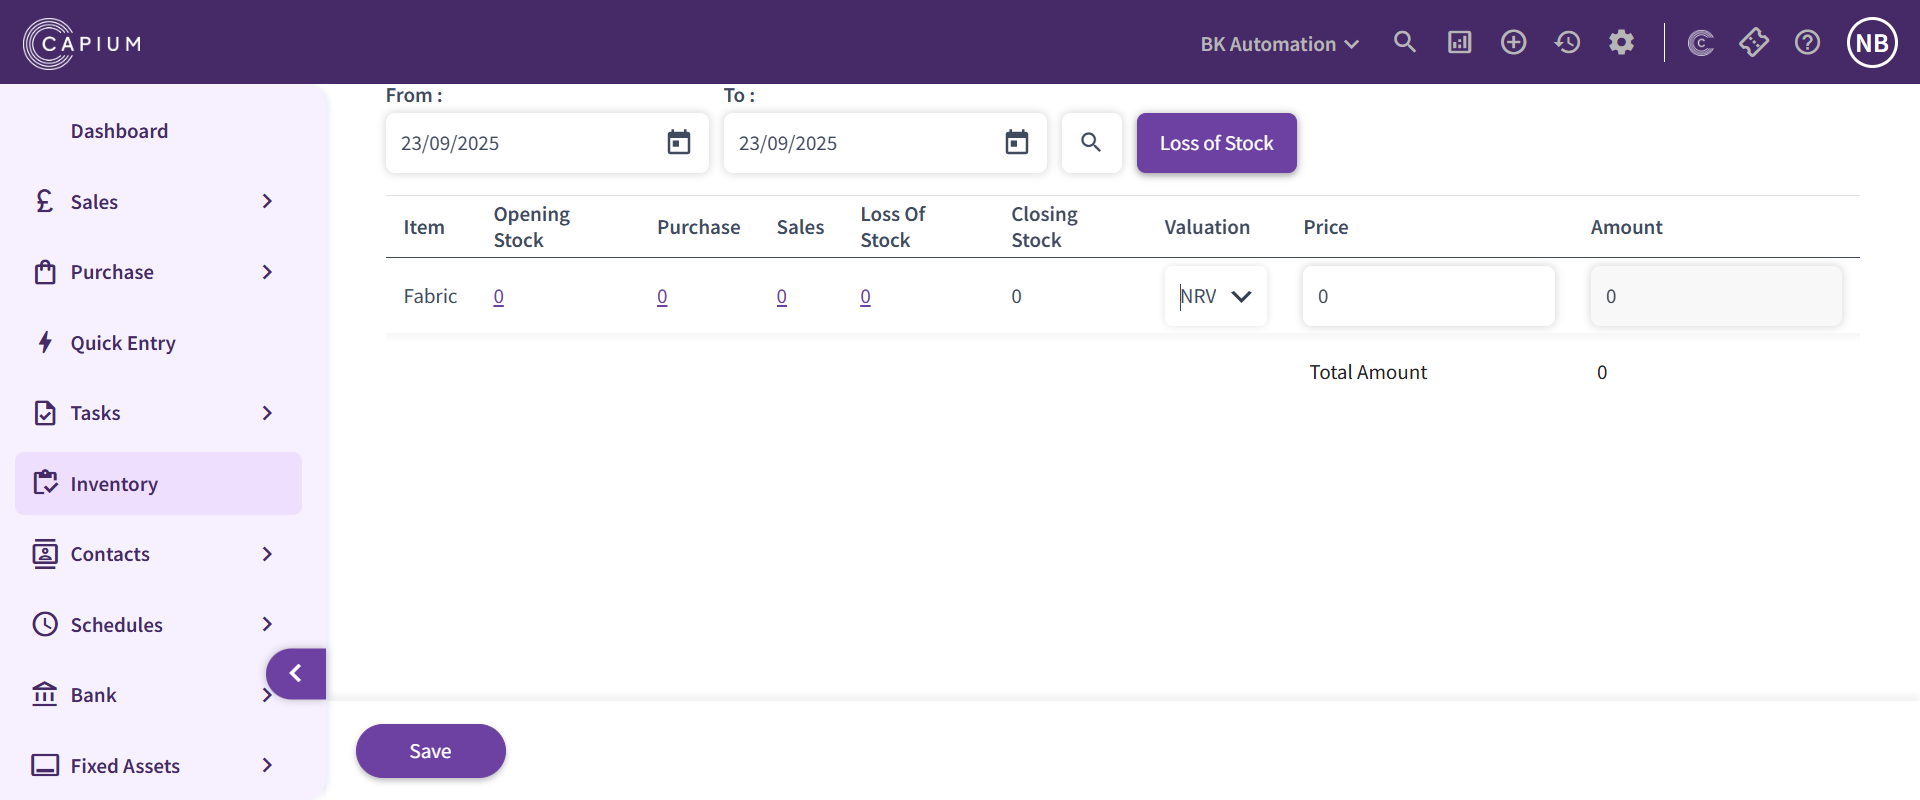 CAPIUM
BK Automation
NB
Dashboard
Sales
Purchase
Quick Entry
Tasks
Inventory
Contacts
Schedules
Bank
Fixed Assets
From :
To :
23/09/2025
23/09/2025
Loss of Stock
Item Opening Stock Purchase Sales Loss Of Stock Closing Stock Valuation Price Amount
Fabric 0 0 0 0 0 NRV 0 0
Total Amount 0
Save